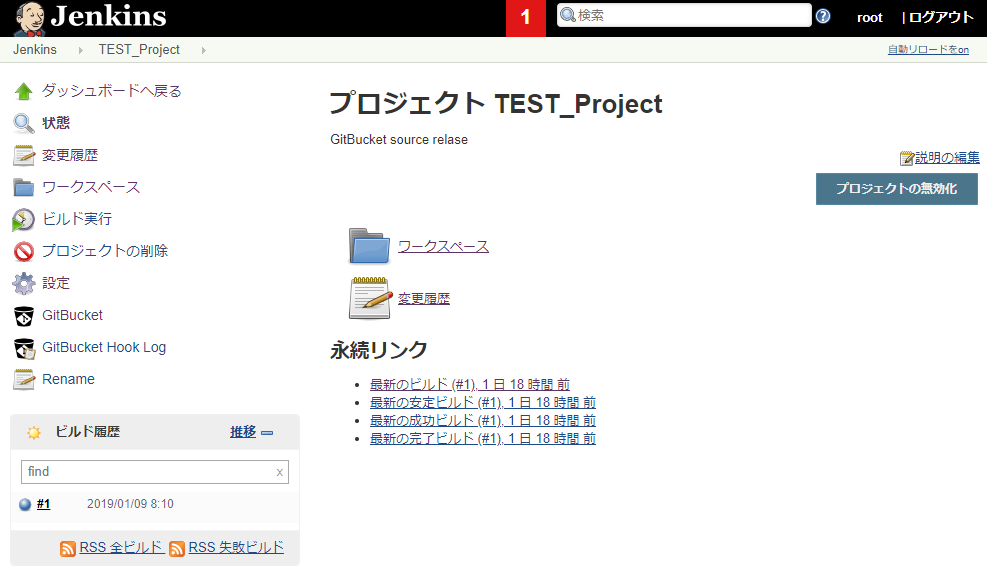 Jenkins
1
検索
root
| ログアウト
Jenkins
TEST_Project
自動リロードをon
ダッシュボードへ戻る
状態
変更履歴
ワークスペース
ビルド実行
プロジェクトの削除
設定
GitBucket
GitBucket Hook Log
Rename
ビルド履歴
推移
find
x
#1
2019/01/09 8:10
RSS 全ビルド
RSS 失敗ビルド
プロジェクト TEST_Project
GitBucket source relase
説明の編集
プロジェクトの無効化
ワークスペース
変更履歴
永続リンク
最新のビルド (#1), 1 日 18 時間 前
最新の安定ビルド (#1), 1 日 18 時間 前
最新の成功ビルド (#1), 1 日 18 時間 前
最新の完了ビルド (#1), 1 日 18 時間 前